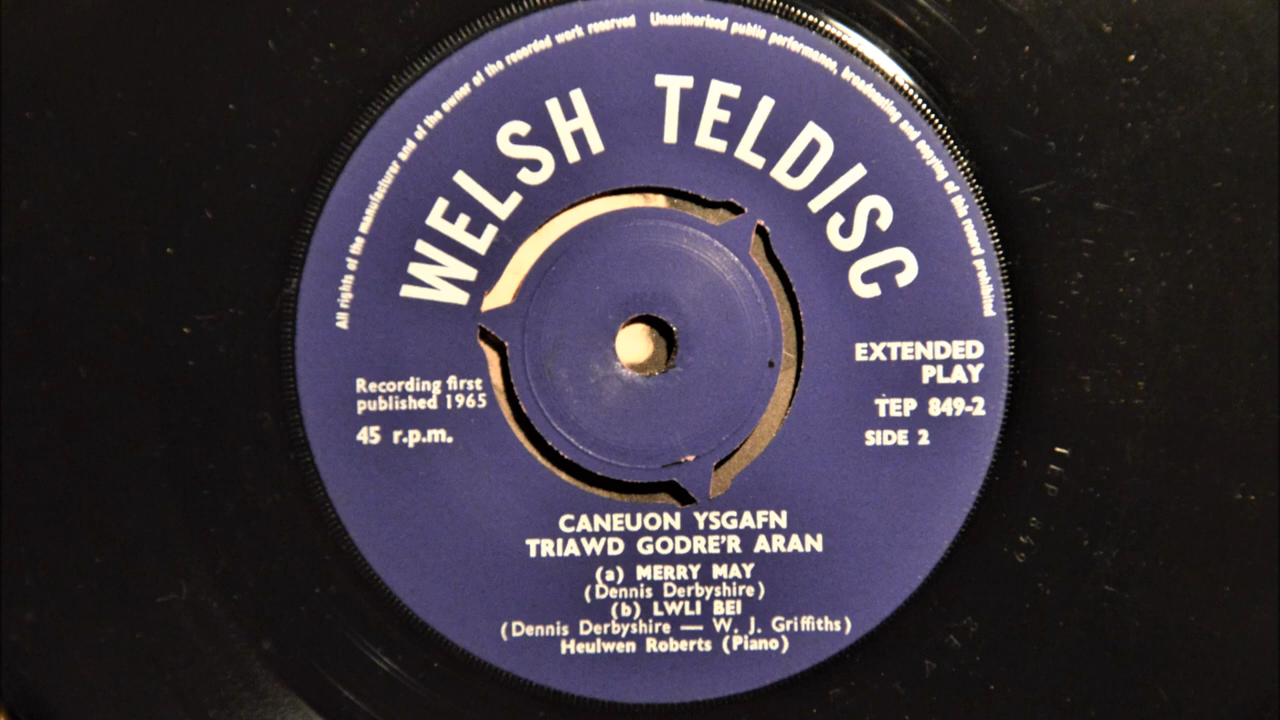 All rights of the manufacturer and of the owner of the recorded work reserved Unauthorised public performance, broadcasting and copying of this record prohibited
WELSH TELDISC
EXTENDED
PLAY
TEP 849-2
SIDE 2
Recording first
published 1965
45 r.p.m.
CANEUON YSGAFN
TRIAWD GODRE'R ARAN
(a) MERRY MAY
(Dennis Derbyshire)
(b) LWLI BEI
(Dennis Derbyshire — W. J. Griffiths)
Heulwen Roberts (Piano)